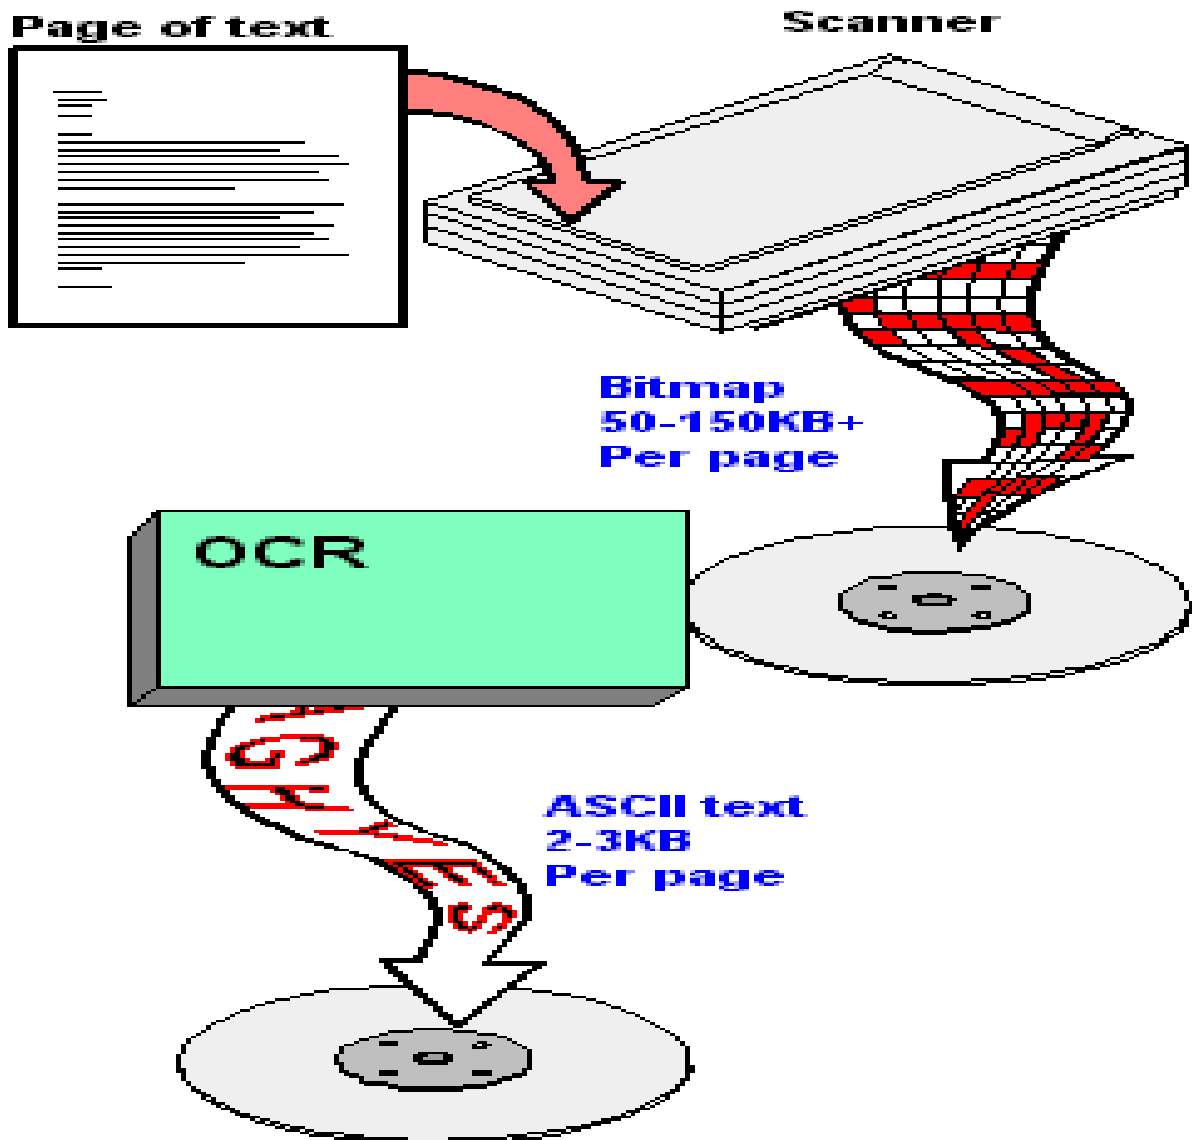 Page of text
Scanner
Bitmap
50-150KB+
Per page
OCR
ASCII text
2-3KB
Per page